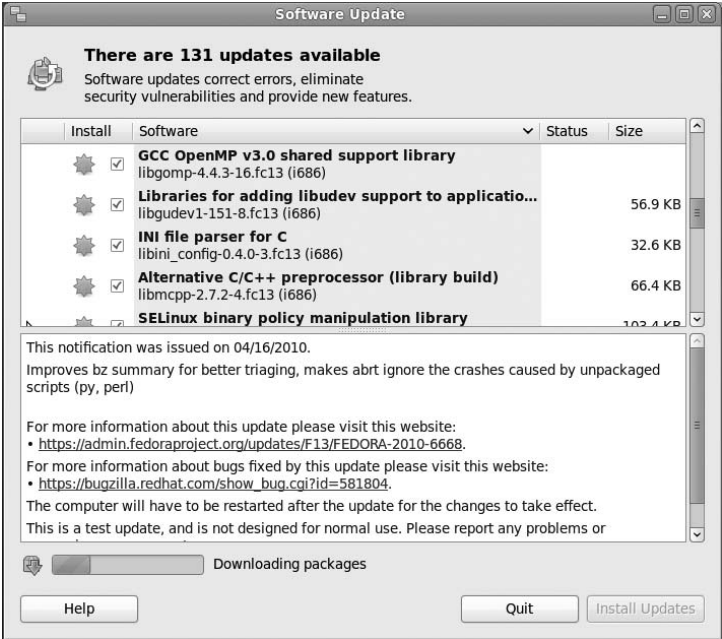 Software Update
There are 131 updates available
Software updates correct errors, eliminate
security vulnerabilities and provide new features.
Install Software Status Size
GCC OpenMP v3.0 shared support library
libgomp-4.4.3-16.fc13 (i686)
Libraries for adding libudev support to applicatio...
libgudev1-151-8.fc13 (i686)
56.9 KB
INI file parser for C
libini_config-0.4.0-3.fc13 (i686)
32.6 KB
Alternative C/C++ preprocessor (library build)
libmcpp-2.7.2-4.fc13 (i686)
66.4 KB
SELinux binary policy manipulation library
103.4 KB
This notification was issued on 04/16/2010.
Improves bz summary for better triaging, makes abrt ignore the crashes caused by unpackaged
scripts (py, perl)
For more information about this update please visit this website:
• https://admin.fedoraproject.org/updates/F13/FEDORA-2010-6668.
For more information about bugs fixed by this update please visit this website:
• https://bugzilla.redhat.com/show_bug.cgi?id=581804.
The computer will have to be restarted after the update for the changes to take effect.
This is a test update, and is not designed for normal use. Please report any problems or
Downloading packages
Help Quit Install Updates